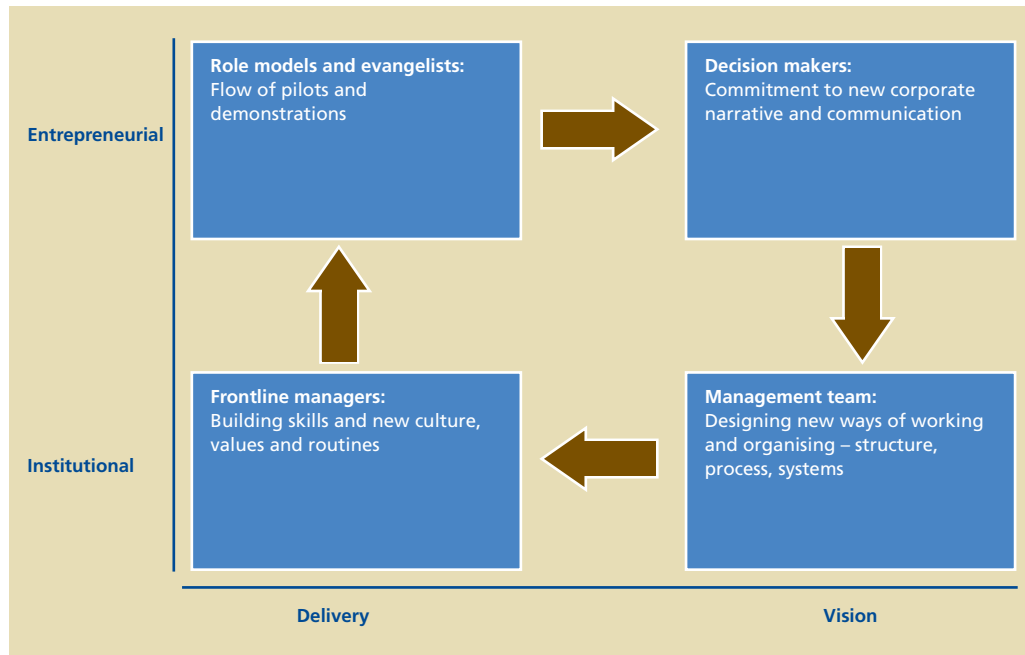 Role models and evangelists:
Flow of pilots and
demonstrations
Decision makers:
Commitment to new corporate
narrative and communication
Entrepreneurial
Frontline managers:
Building skills and new culture,
values and routines
Management team:
Designing new ways of working
and organising – structure,
process, systems
Institutional
Delivery
Vision